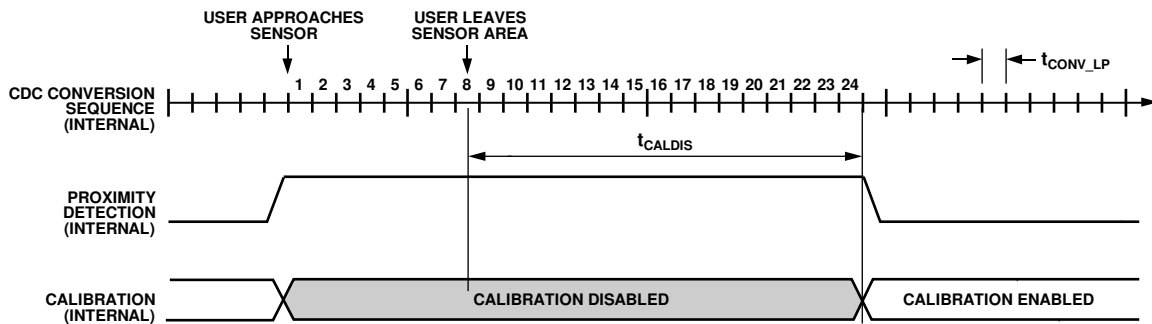 USER APPROACHES
SENSOR
USER LEAVES
SENSOR AREA
tCONV_LP
CDC CONVERSION
SEQUENCE
(INTERNAL)
1 2 3 4 5 6 7 8 9 10 11 12 13 14 15 16 17 18 19 20 21 22 23 24
tCALDIS
PROXIMITY
DETECTION
(INTERNAL)
CALIBRATION
(INTERNAL)
CALIBRATION DISABLED
CALIBRATION ENABLED